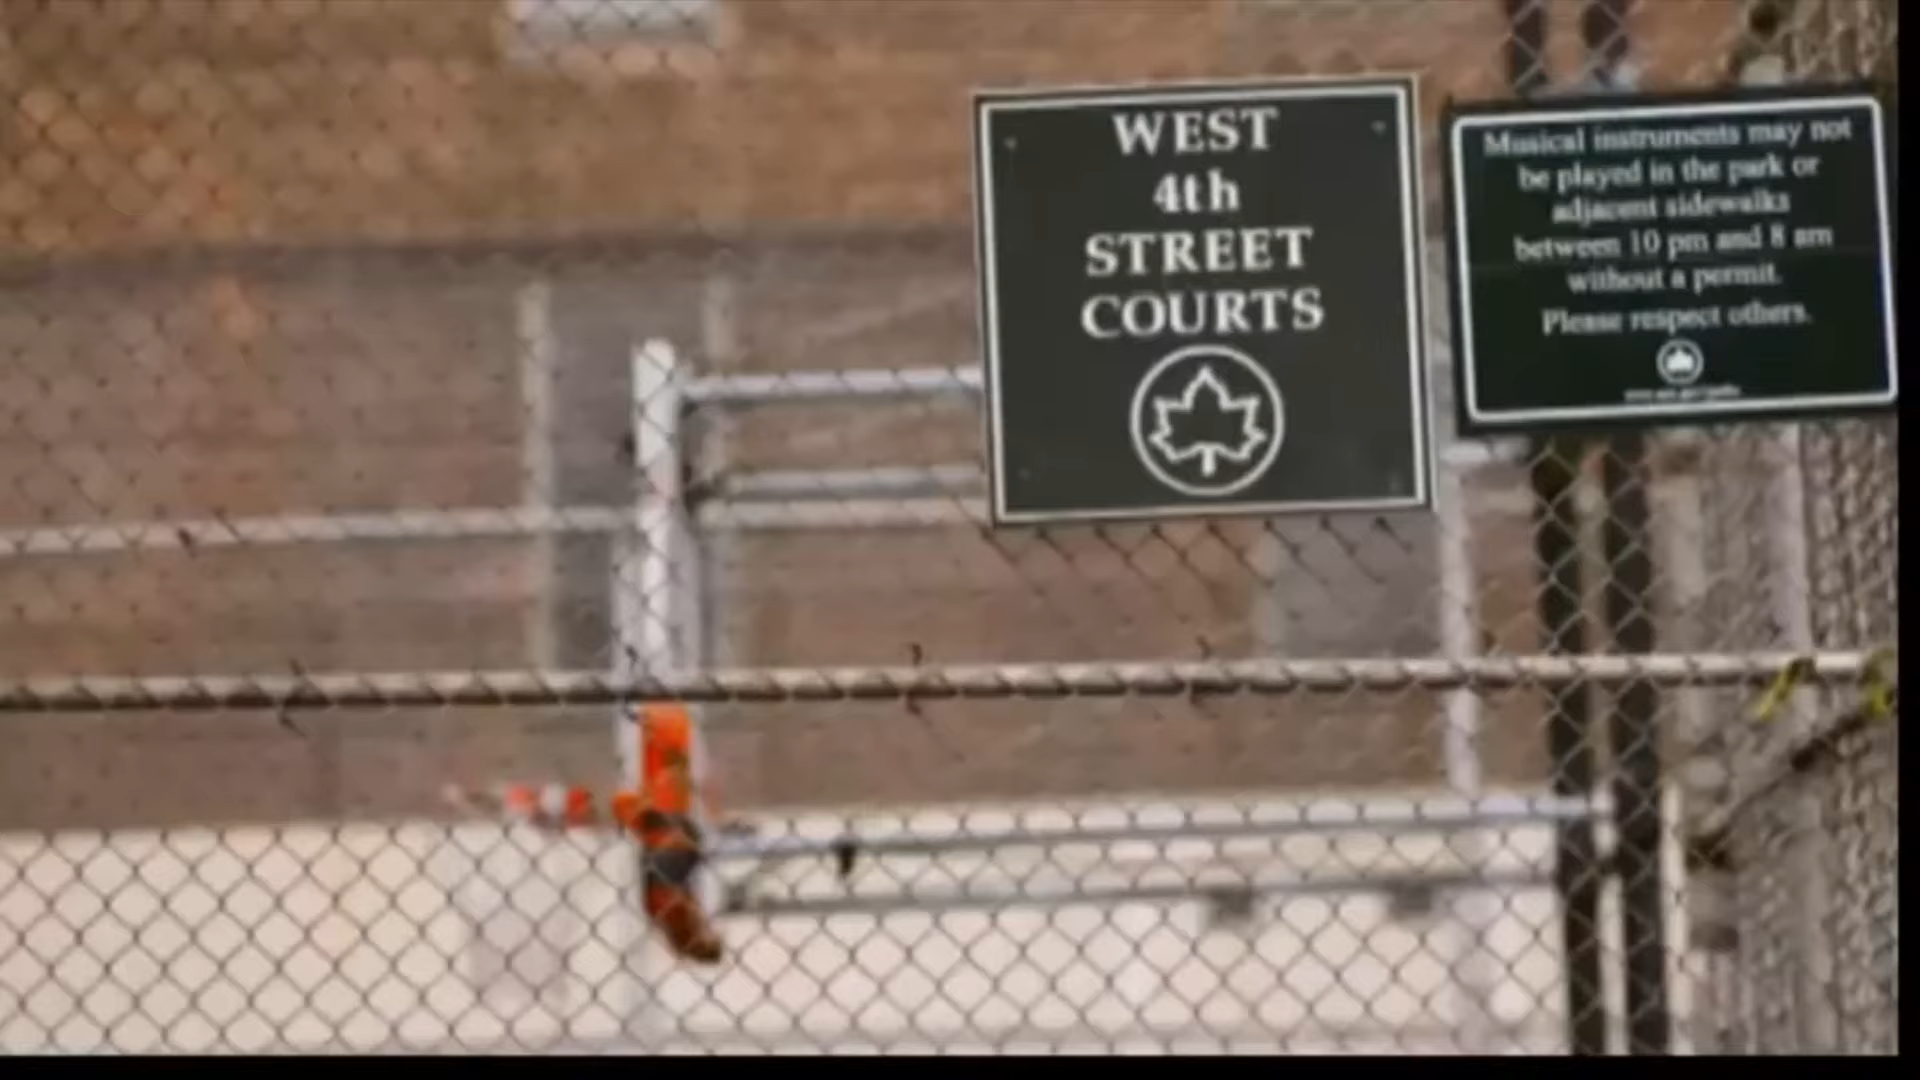 WEST
4th
STREET
COURTS
Musical instruments may not
be played in the park or
adjacent sidewalks
between 10 pm and 8 am
without a permit.
Please respect others.